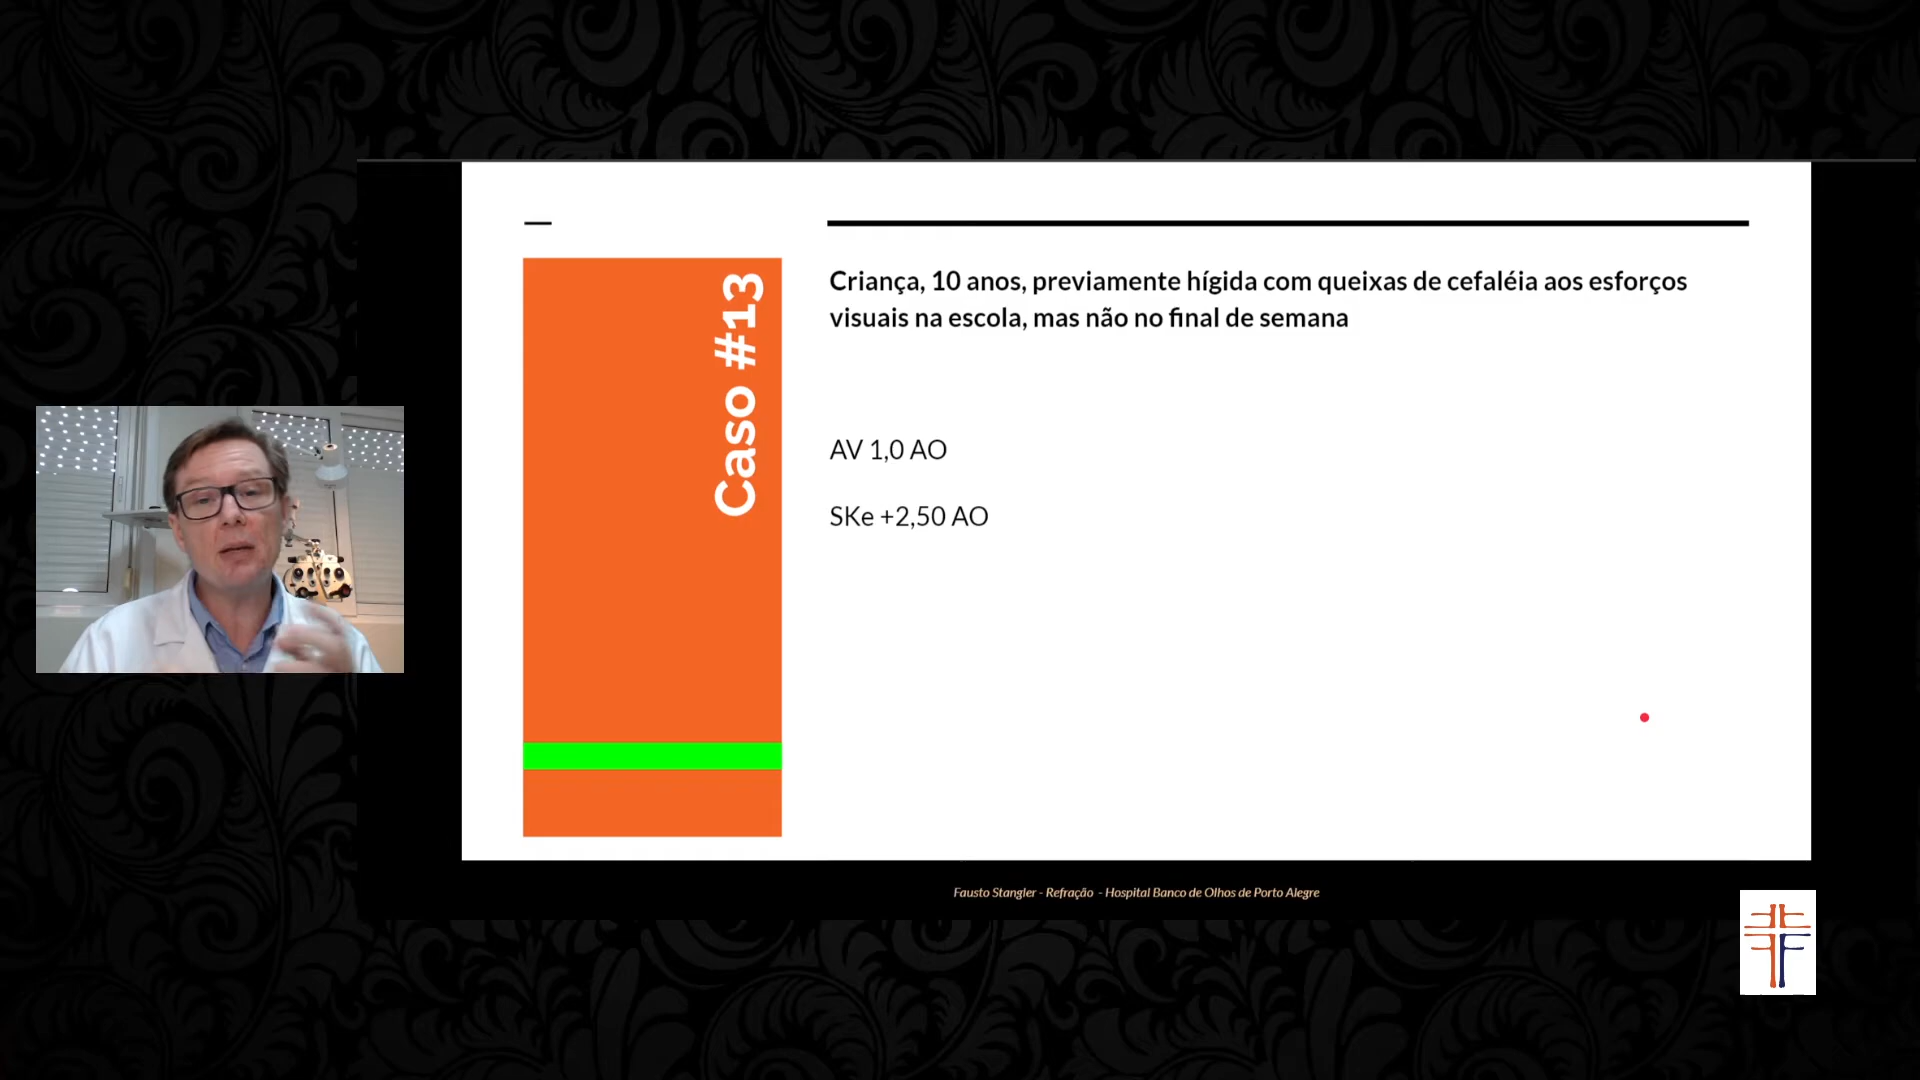 Caso #13
Criança, 10 anos, previamente hígida com queixas de cefaléia aos esforços
visuais na escola, mas não no final de semana
AV 1,0 AO
SKe +2,50 AO
Fausto Stangler - Refração - Hospital Banco de Olhos de Porto Alegre